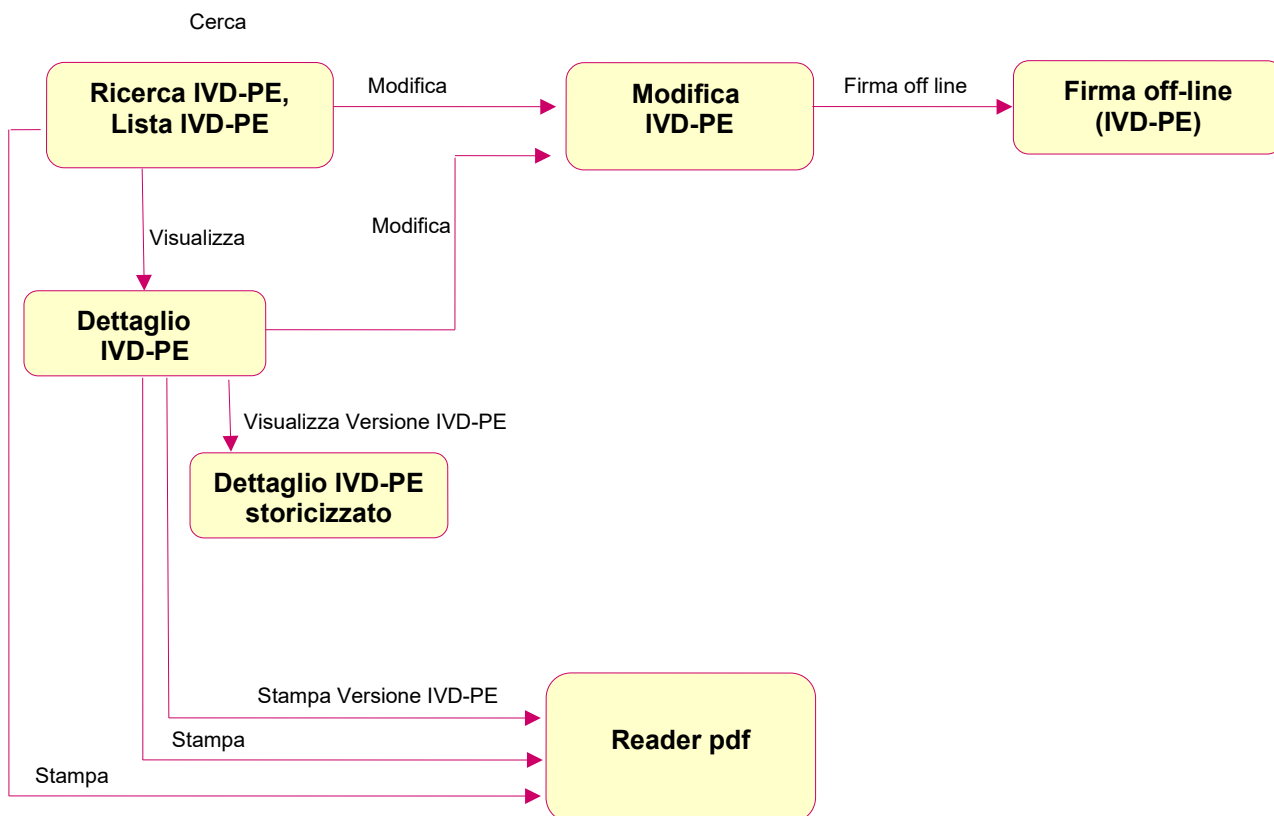 Cerca
Ricerca IVD-PE,
Lista IVD-PE
Modifica
Modifica
IVD-PE
Firma off line
Firma off-line
(IVD-PE)
Visualizza
Modifica
Dettaglio
IVD-PE
Visualizza Versione IVD-PE
Dettaglio IVD-PE
storicizzato
Stampa Versione IVD-PE
Stampa
Stampa
Reader pdf